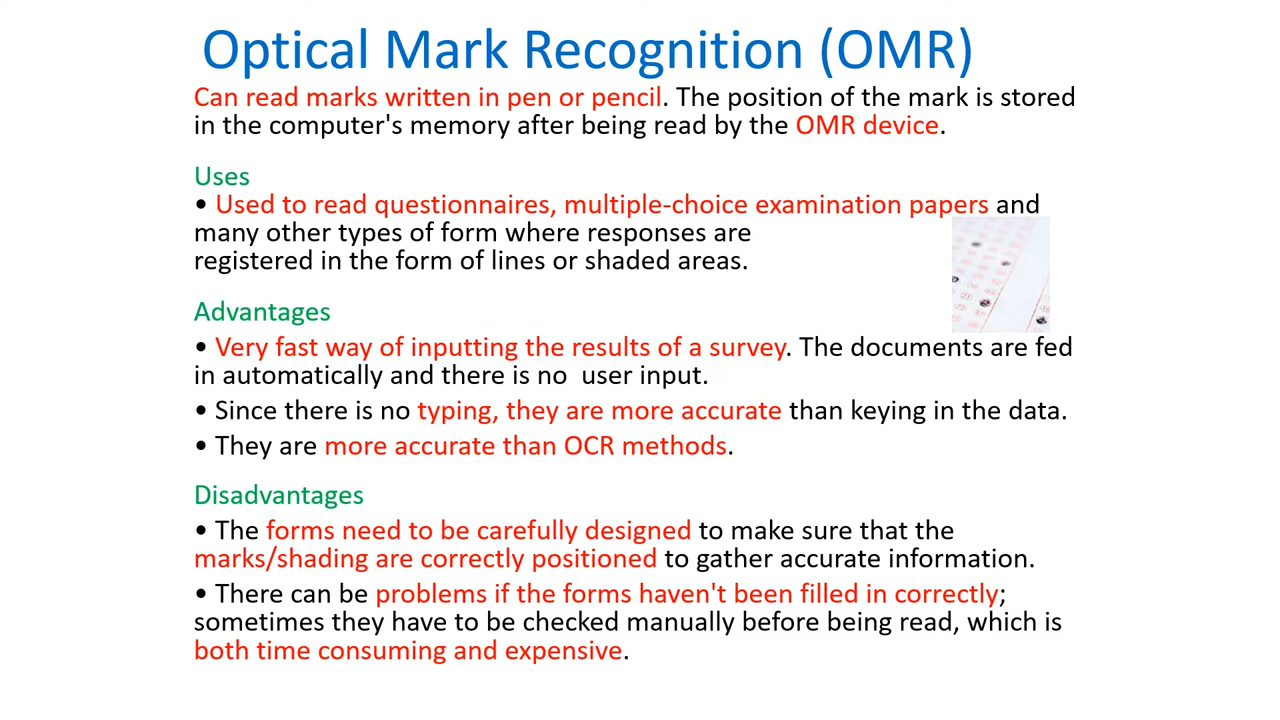 Optical Mark Recognition (OMR)
Can read marks written in pen or pencil. The position of the mark is stored
in the computer's memory after being read by the OMR device.
Uses
• Used to read questionnaires, multiple-choice examination papers and
many other types of form where responses are
registered in the form of lines or shaded areas.
Advantages
• Very fast way of inputting the results of a survey. The documents are fed
in automatically and there is no  user input.
• Since there is no typing, they are more accurate than keying in the data.
• They are more accurate than OCR methods.
Disadvantages
• The forms need to be carefully designed to make sure that the
marks/shading are correctly positioned to gather accurate information.
• There can be problems if the forms haven't been filled in correctly;
sometimes they have to be checked manually before being read, which is
both time consuming and expensive.